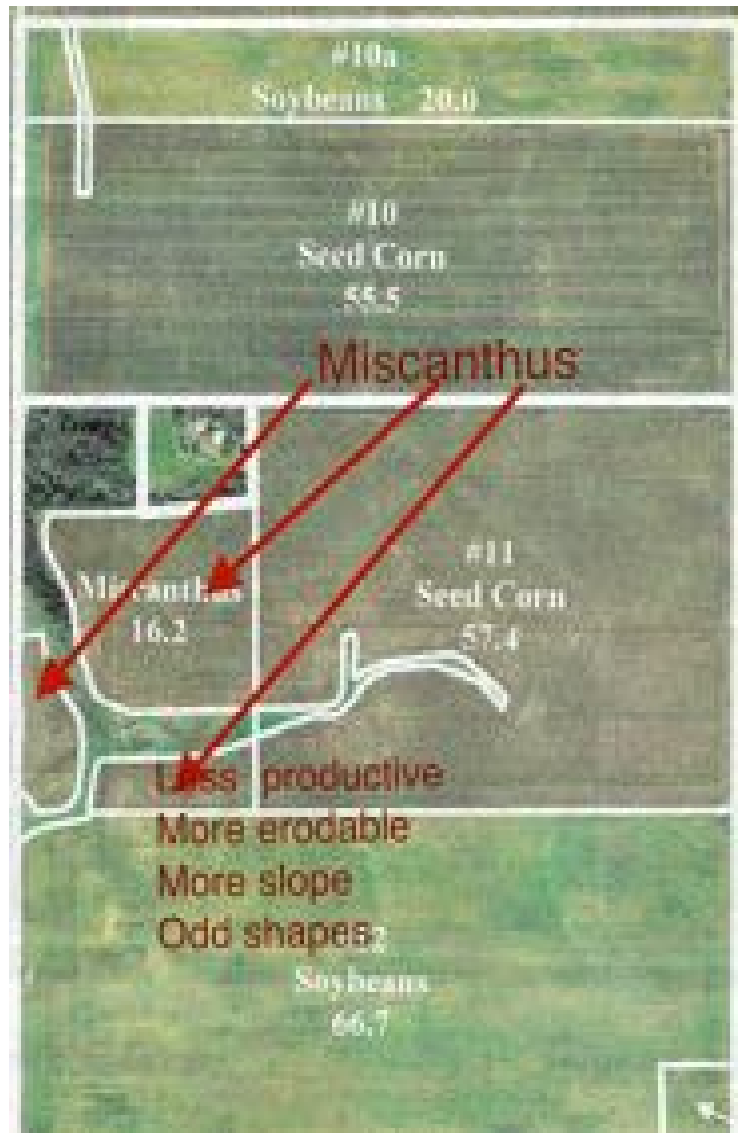 #10a
Soybeans 20.0
#10
Seed Corn
55.5
Miscanthus
#11
Seed Corn
57.4
Miscanthus
16.2
Less productive
More erodable
More slope
Odd shapes
Soybeans
66.7